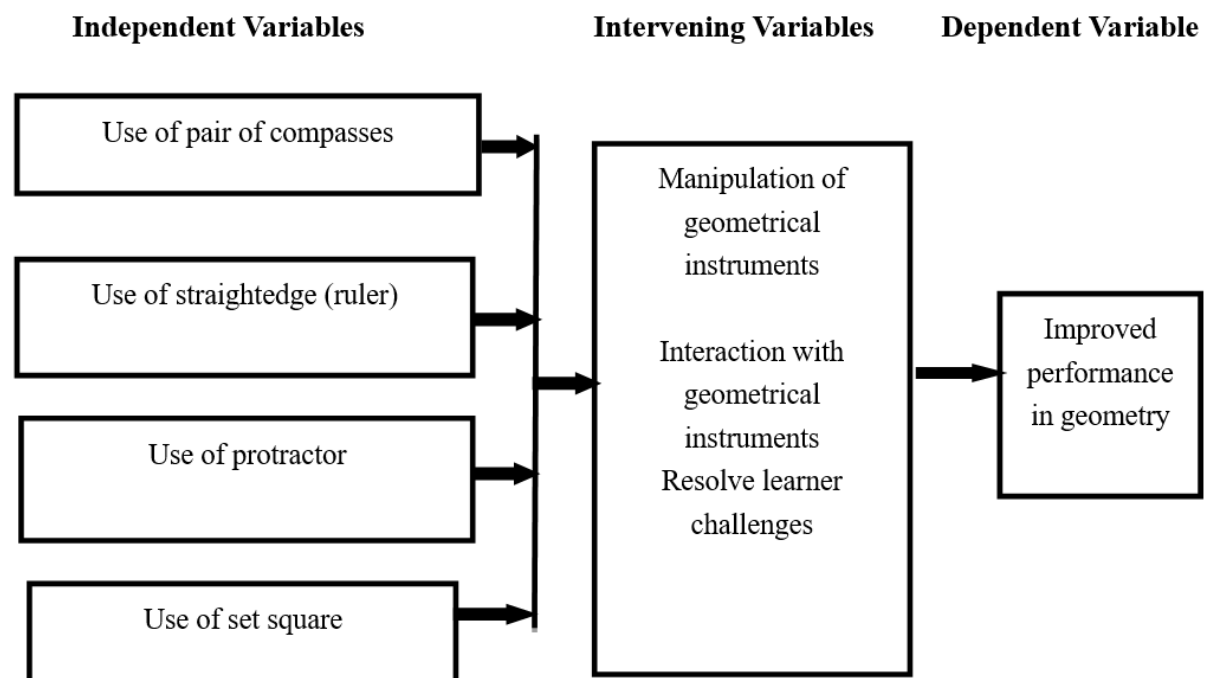 Independent Variables
Intervening Variables
Dependent Variable
Use of pair of compasses
Use of straightedge (ruler)
Use of protractor
Use of set square
Manipulation of
geometrical
instruments
Interaction with
geometrical
instruments
Resolve learner
challenges
Improved
performance
in geometry